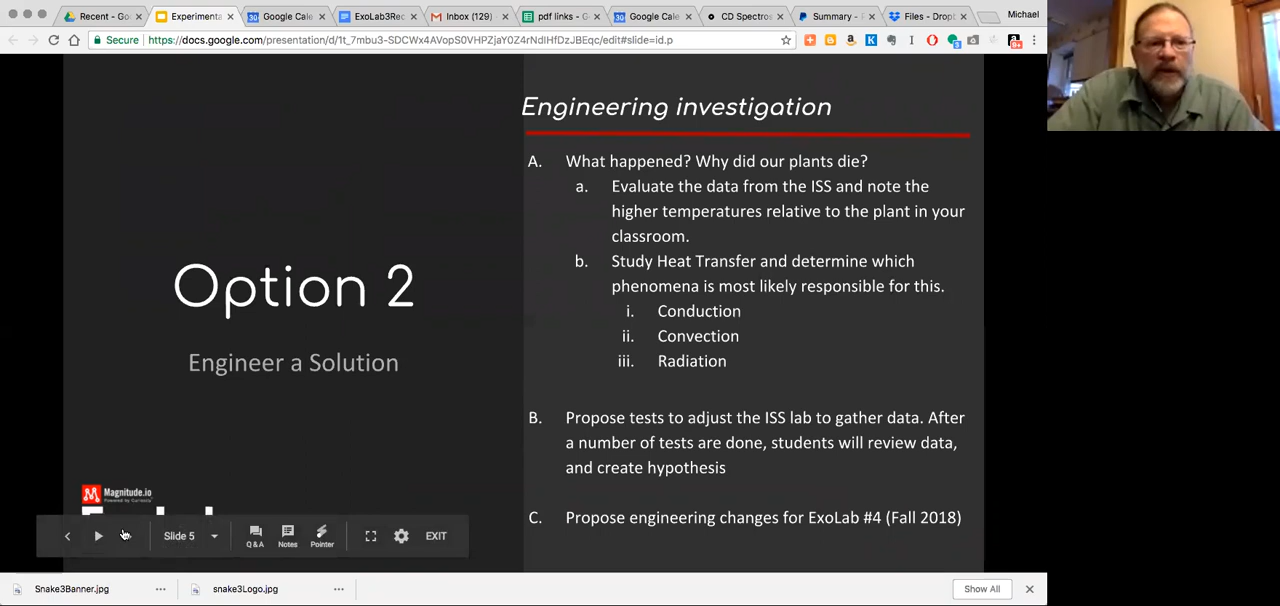 Recent - Go
Experimenta
Google Cale
ExoLab3Rec
Inbox (129)
pdf links - G
Google Cale
CD Spectros
Summary - P
Files - Dropb
Michael
Secure
https://docs.google.com/presentation/d/1t_7mbu3-SDCWx4AVopS0VHPZjaY0Z4rNdIHfDzJBEqc/edit#slide=id.p
Option 2
Engineer a Solution
Magnitude.io
Powered by Curiosity
Engineering investigation
A. What happened? Why did our plants die?
a. Evaluate the data from the ISS and note the
higher temperatures relative to the plant in your
classroom.
b. Study Heat Transfer and determine which
phenomena is most likely responsible for this.
i. Conduction
ii. Convection
iii. Radiation
B. Propose tests to adjust the ISS lab to gather data. After
a number of tests are done, students will review data,
and create hypothesis
C. Propose engineering changes for ExoLab #4 (Fall 2018)
Slide 5
Q & A
Notes
Pointer
EXIT
Snake3Banner.jpg
snake3Logo.jpg
Show All